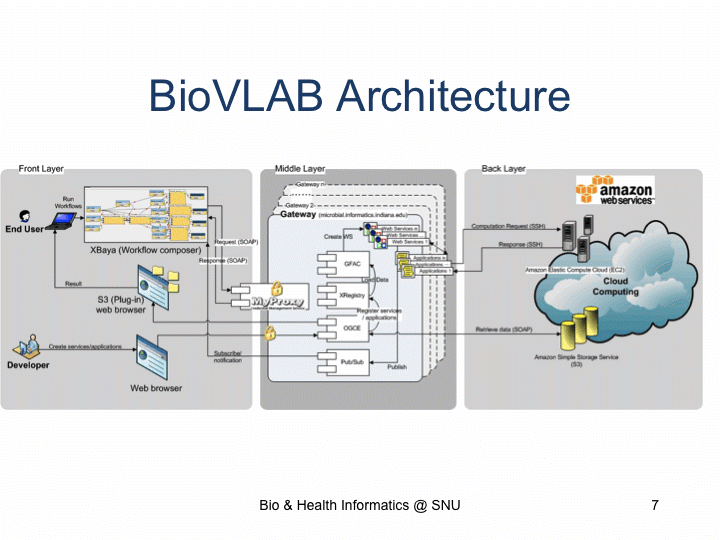 BioVLAB Architecture
Front Layer
Middle Layer
Back Layer
Run
Workflows
End User
XBaya (Workflow composer)
Request (SOAP)
Response (SOAP)
Result
S3 (Plug-in)
web browser
Developer
Create services/applications
Web browser
Subscribe/
notification
Gateway n
Gateway 2
Gateway (microbial.informatics.indiana.edu)
Create WS
Web Services n
Web Services
Web Services 1
Applications n
Applications
Applications 1
GFAC
Load Data
MyProxy
XRegistry
Register services
/ applications
OGCE
Pub/Sub
Publish
amazon
webservices™
Computation Request (SSH)
Response (SSH)
Amazon Elastic Compute Cloud (EC2)
Cloud
Computing
Retrieve data (SOAP)
Amazon Simple Storage Service
(S3)
Bio & Health Informatics @ SNU
7